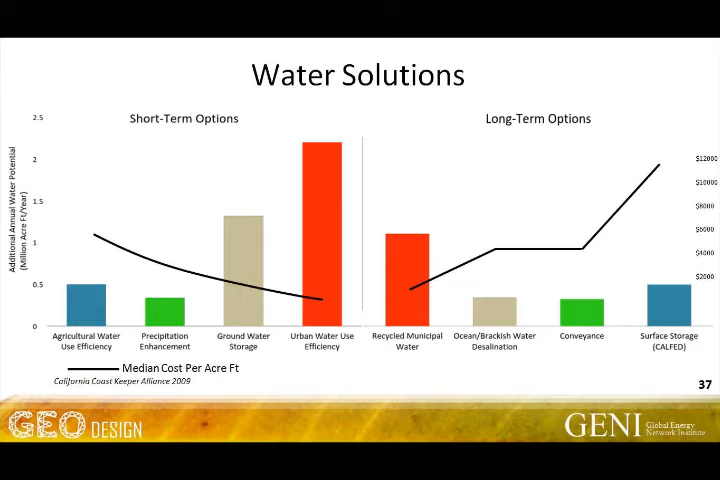 Water Solutions
Short-Term Options
Long-Term Options
Additional Annual Water Potential
(Million Acre Ft/Year)
2.5
2
1.5
1
0.5
0
$12000
$10000
$8000
$6000
$4000
$2000
Agricultural Water
Use Efficiency
Precipitation
Enhancement
Ground Water
Storage
Urban Water Use
Efficiency
Recycled Municipal
Water
Ocean/Brackish Water
Desalination
Conveyance
Surface Storage
(CALFED)
Median Cost Per Acre Ft
California Coast Keeper Alliance 2009
37
GEO DESIGN
GENI
Global Energy
Network Institute